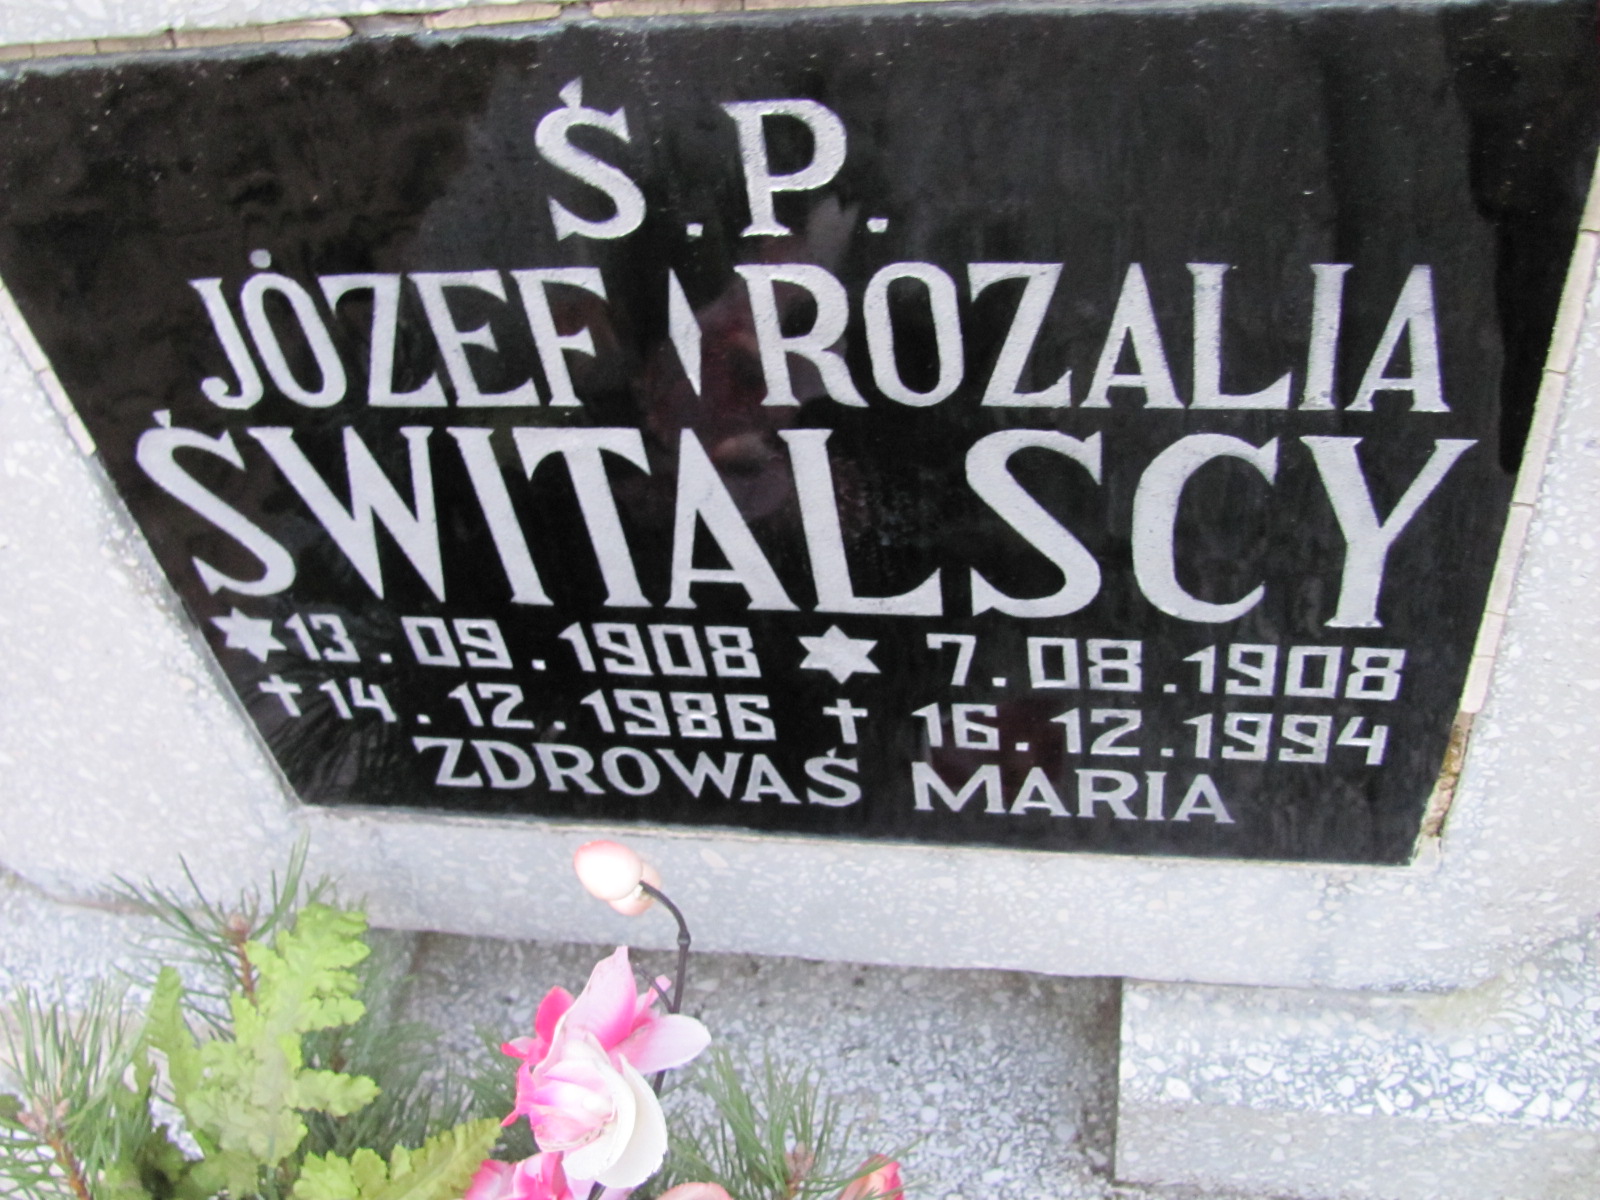 Ś.P.
JÓZEF I ROZALIA
ŚWITALSCY
13.09.1908 7.08.1908
14.12.1986 16.12.1994
ZDROWAŚ MARIA